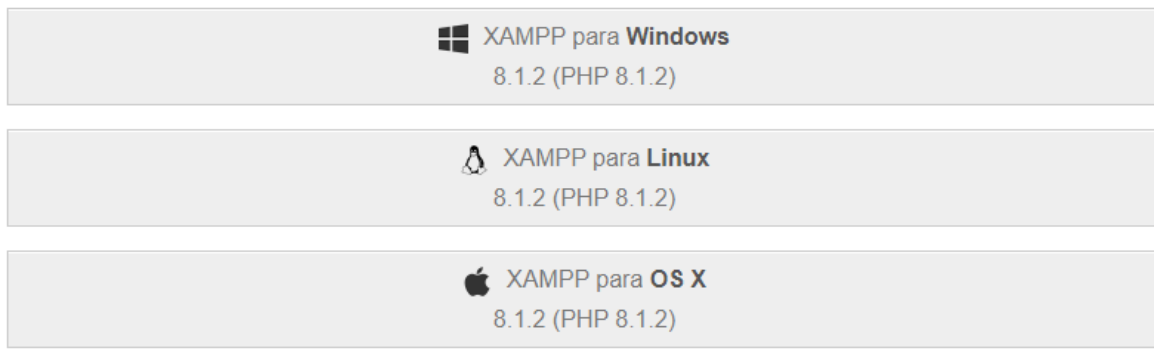 XAMPP para Windows
8.1.2 (PHP 8.1.2)
XAMPP para Linux
8.1.2 (PHP 8.1.2)
XAMPP para OS X
8.1.2 (PHP 8.1.2)